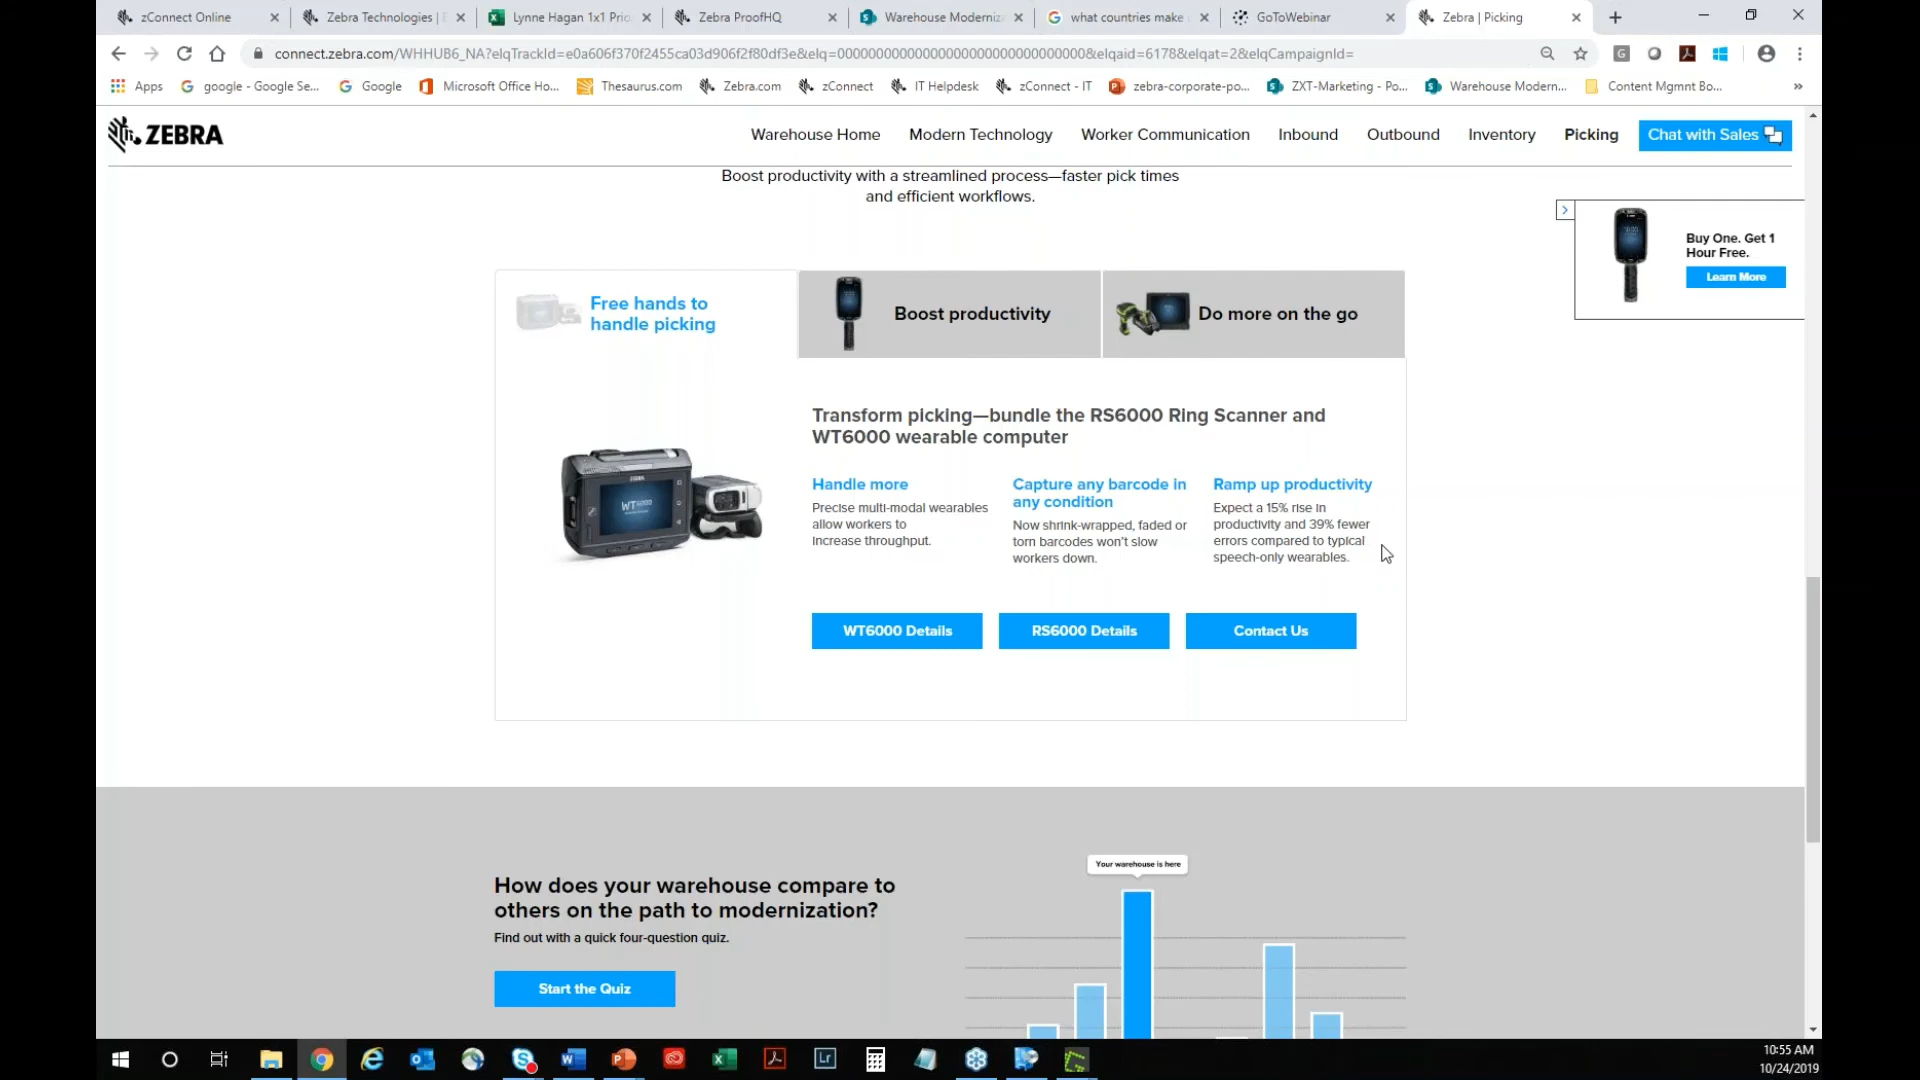 zConnect Online
Zebra Technologies |
Lynne Hagan 1x1 Prio
Zebra ProofHQ
Warehouse Moderniz
what countries make
GoToWebinar
Zebra | Picking
connect.zebra.com/WHHUB6_NA?elqTrackId=e0a606f370f2455ca03d906f2f80df3e&elq=00000000000000000000000000000000&elqaid=6178&elqat=2&elqCampaignId=
Apps
google - Google Se...
Google
Microsoft Office Ho...
Thesaurus.com
Zebra.com
zConnect
IT Helpdesk
zConnect - IT
zebra-corporate-po...
ZXT-Marketing - Po...
Warehouse Modern...
Content Mgmnt Bo...
ZEBRA
Warehouse Home
Modern Technology
Worker Communication
Inbound
Outbound
Inventory
Picking
Chat with Sales
Boost productivity with a streamlined process—faster pick times
and efficient workflows.
Buy One. Get 1
Hour Free.
Learn More
Free hands to
handle picking
Boost productivity
Do more on the go
Transform picking—bundle the RS6000 Ring Scanner and
WT6000 wearable computer
WT6000
Handle more
Precise multi-modal wearables
allow workers to
increase throughput.
Capture any barcode in
any condition
Now shrink-wrapped, faded or
torn barcodes won't slow
workers down.
Ramp up productivity
Expect a 15% rise in
productivity and 39% fewer
errors compared to typical
speech-only wearables.
WT6000 Details
RS6000 Details
Contact Us
How does your warehouse compare to
others on the path to modernization?
Find out with a quick four-question quiz.
Start the Quiz
Your warehouse is here
10:55 AM
10/24/2019